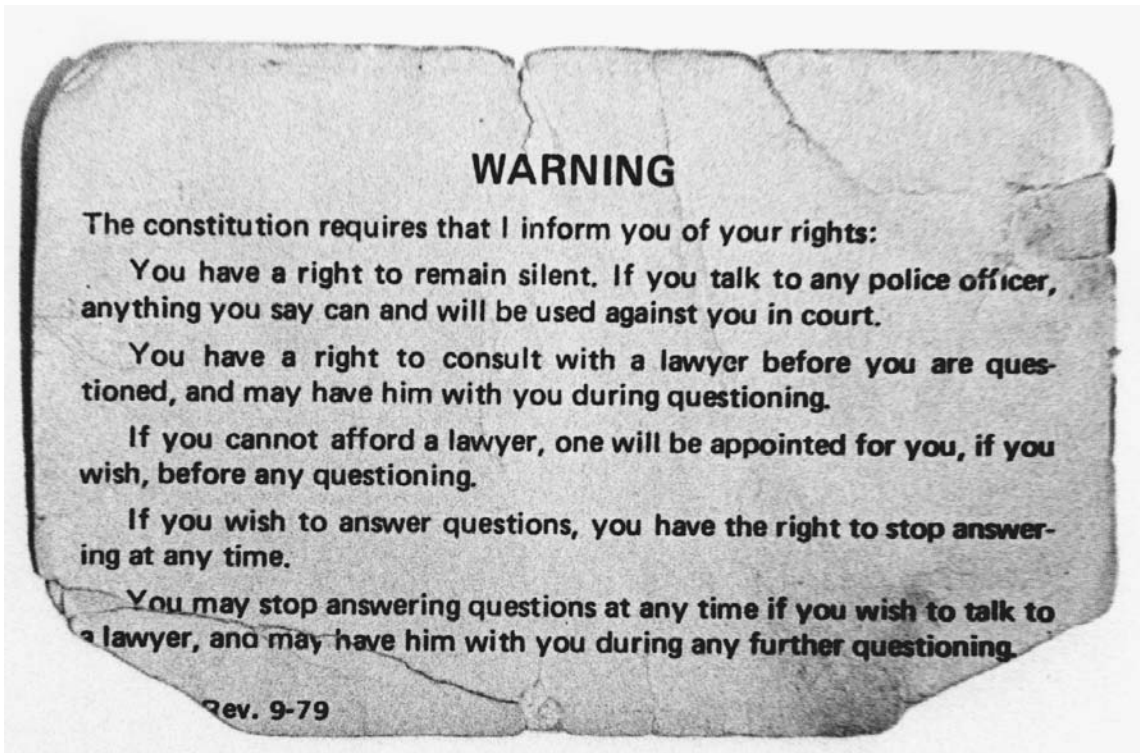 WARNING
The constitution requires that I inform you of your rights:
You have a right to remain silent. If you talk to any police officer,
anything you say can and will be used against you in court.
You have a right to consult with a lawyer before you are ques-
tioned, and may have him with you during questioning.
If you cannot afford a lawyer, one will be appointed for you, if you
wish, before any questioning.
If you wish to answer questions, you have the right to stop answer-
ing at any time.
You may stop answering questions at any time if you wish to talk to
a lawyer, and may have him with you during any further questioning.
Rev. 9-79